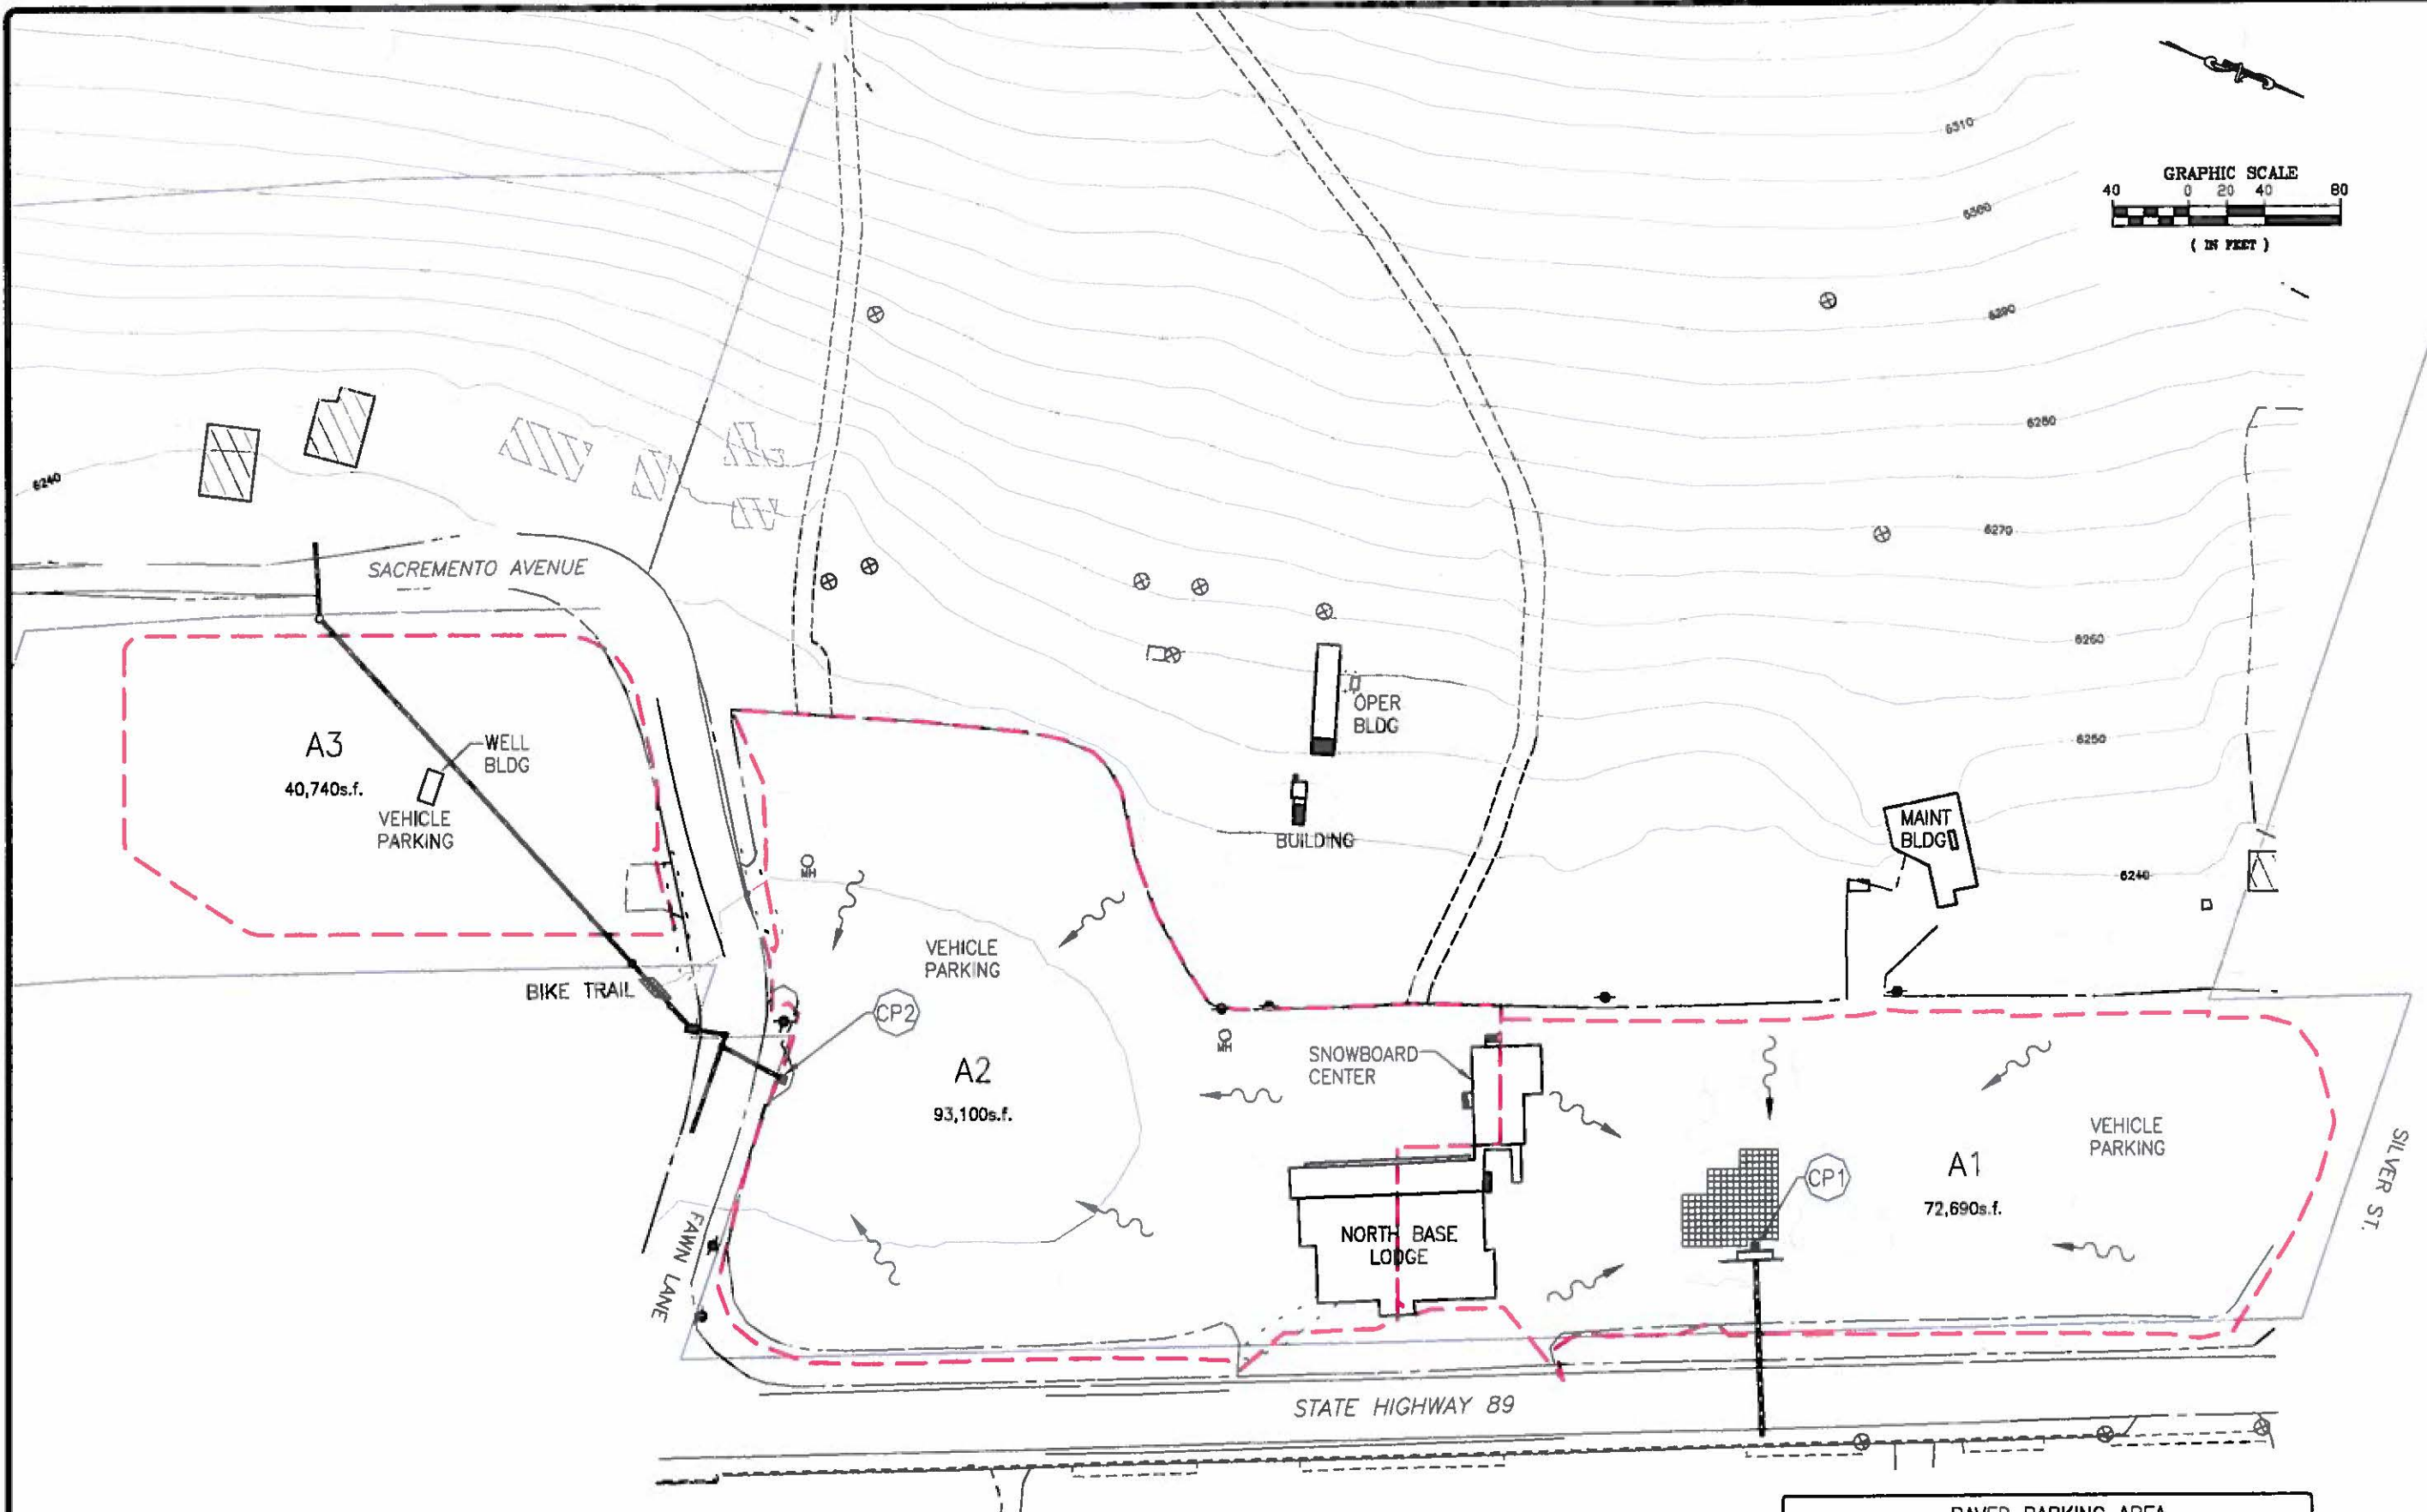 6310
GRAPHIC SCALE
40 0 20 40 80
( IN FEET )
6300
6290
6280
6240
6270
SACREMENTO AVENUE
6260
A3
40,740s.f.
WELL
BLDG
VEHICLE
PARKING
OPER
BLDG
BUILDING
6250
MAINT
BLDG
6240
MH
VEHICLE
PARKING
BIKE TRAIL
CP2
A2
93,100s.f.
MH
SNOWBOARD
CENTER
NORTH BASE
LODGE
CP1
VEHICLE
PARKING
A1
72,690s.f.
SILVER ST.
FAWN LANE
STATE HIGHWAY 89
PAVED PARKING AREA